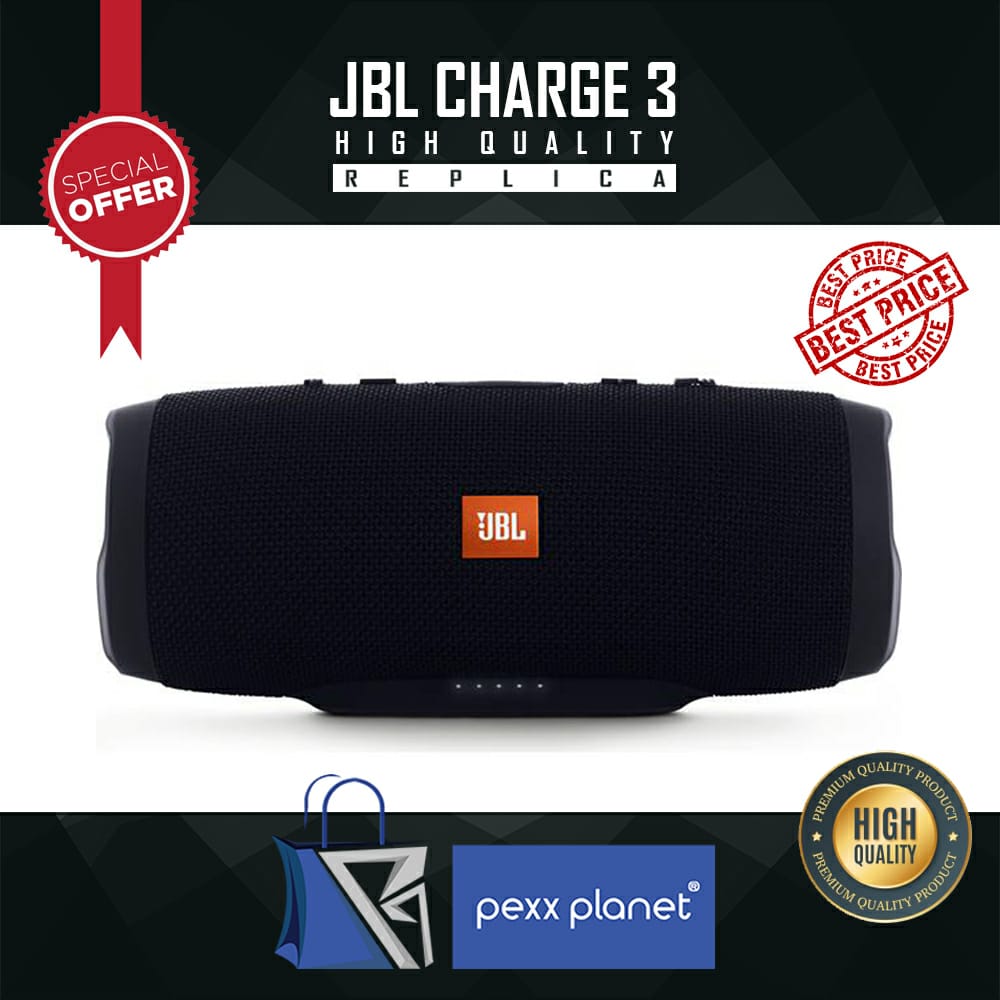 JBL CHARGE 3
HIGH QUALITY
REPLICA
SPECIAL
OFFER
BEST PRICE
BEST PRICE
BEST PRICE
JBL
PREMIUM QUALITY PRODUCT
HIGH
QUALITY
PREMIUM QUALITY PRODUCT
pexx planet®